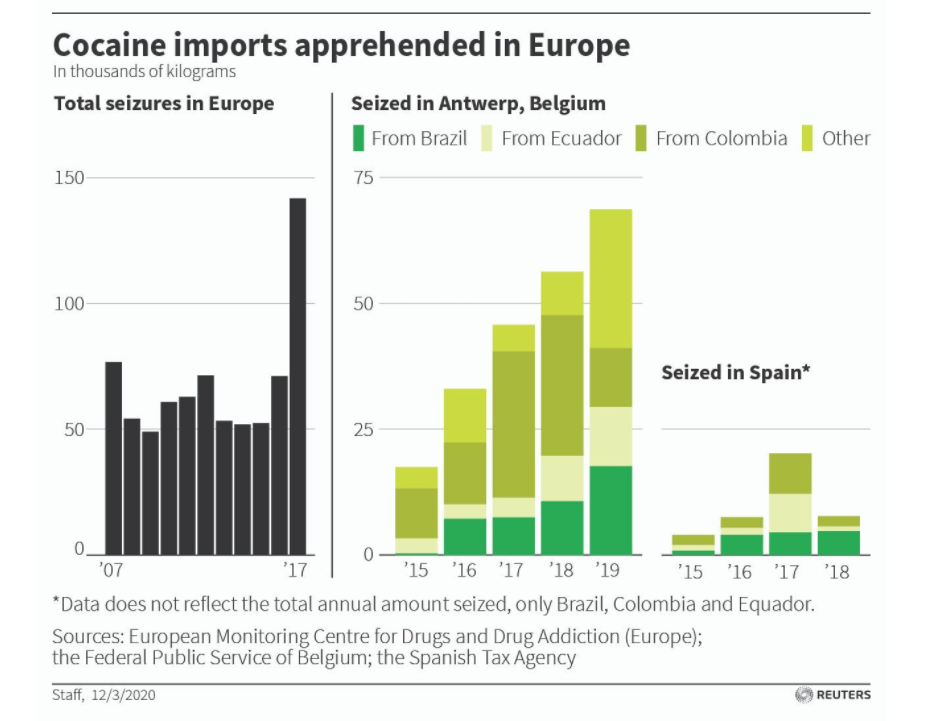 Cocaine imports apprehended in Europe
In thousands of kilograms
Total seizures in Europe
150
100
50
0
’07
’17
Seized in Antwerp, Belgium
From Brazil
From Ecuador
From Colombia
Other
75
50
25
0
’15
’16
’17
’18
’19
Seized in Spain*
’15
’16
’17
’18
*Data does not reflect the total annual amount seized, only Brazil, Colombia and Equador.
Sources: European Monitoring Centre for Drugs and Drug Addiction (Europe);
the Federal Public Service of Belgium; the Spanish Tax Agency
Staff, 12/3/2020
REUTERS